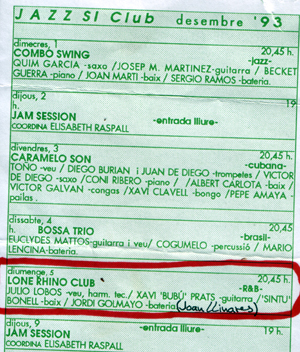 JAZZ SI Club desembre '93
dimecres, 1 20,45 h.
COMBO SWING -jazz-
QUIM GARCIA -saxo /JOSEP M. MARTINEZ-guitarra / BECKET
GUERRA -piano / JOAN MARTI -baix / SERGIO RAMOS -bateria.
dijous, 2 19
h.
JAM SESSION -entrada lliure-
COORDINA ELISABETH RASPALL
divendres, 3 20,45 h.
CARAMELO SON -cubana-
TOÑO -veu / DIEGO BURIAN i JUAN DE DIEGO -trompetes / VICTOR
DE DIEGO -saxo /CONI RIBERO -piano / /ALBERT CARLOTA -baix /
VICTOR GALVAN -congas /XAVI CLAVELL -bongo /PEPE AMAYA -
pailas .
dissabte, 4 20,45
h. BOSSA TRIO -brasil-
EUCLYDES MATTOS-guitarra i veu/ COGUMELO -percussió / MARIO
LENCINA-bateria.
diumenge, 5 20,45 h.
LONE RHINO CLUB -R&B-
JULIO LOBOS -veu, harm. tec./ XAVI 'BUBÚ' PRATS -guitarra /'SINTU'
BONELL -baix / JORDI GOLMAYO -bateria (Joan Llinares)
dijous, 9 19 h.
JAM SESSION -entrada lliure-
COORDINA ELISABETH RASPALL